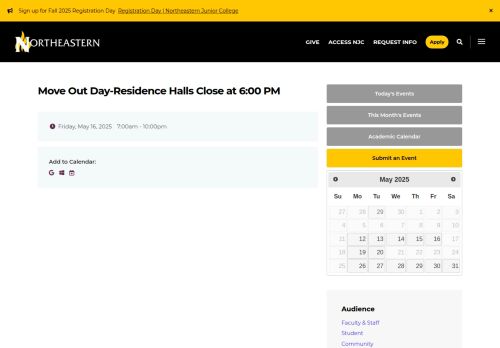 Sign up for Fall 2025 Registration Day Registration Day | Northeastern Junior College ×
NORTHEASTERN
GIVE ACCESS NJC REQUEST INFO Apply
Move Out Day-Residence Halls Close at 6:00 PM
Friday, May 16, 2025 7:00am - 10:00pm
Add to Calendar:
Today's Events
This Month's Events
Academic Calendar
Submit an Event
May 2025
Su Mo Tu We Th Fr Sa
27 28 29 30 1 2 3
4 5 6 7 8 9 10
11 12 13 14 15 16 17
18 19 20 21 22 23 24
25 26 27 28 29 30 31
Audience
Faculty & Staff
Student
Community